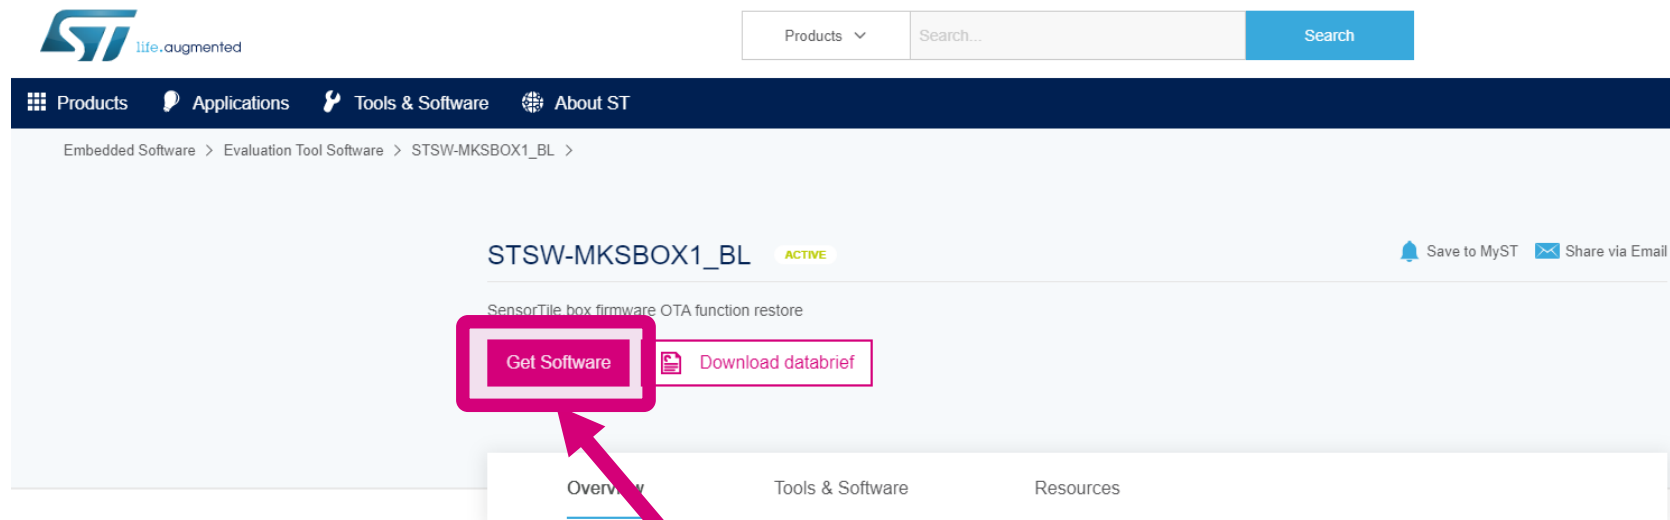 ST life.augmented
Products Search... Search
Products Applications Tools & Software About ST
Embedded Software > Evaluation Tool Software > STSW-MKSBOX1_BL >
STSW-MKSBOX1_BL ACTIVE Save to MyST Share via Email
SensorTile.box firmware OTA function restore
Get Software Download databrief
Overview Tools & Software Resources